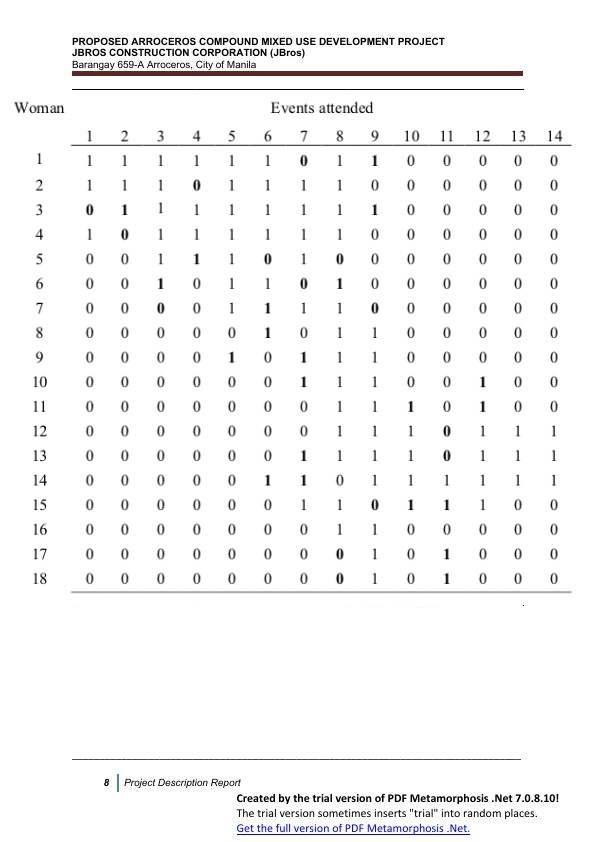 PROPOSED ARROCEROS COMPOUND MIXED USE DEVELOPMENT PROJECT
JBROS CONSTRUCTION CORPORATION (JBros)
Barangay 659-A Arroceros, City of Manila
Woman Events attended
1 2 3 4 5 6 7 8 9 10 11 12 13 14
1 1 1 1 1 1 1 0 1 1 0 0 0 0 0
2 1 1 1 0 1 1 1 1 0 0 0 0 0 0
3 0 1 1 1 1 1 1 1 1 0 0 0 0 0
4 1 0 1 1 1 1 1 1 0 0 0 0 0 0
5 0 0 1 1 1 0 1 0 0 0 0 0 0 0
6 0 0 1 0 1 1 0 1 0 0 0 0 0 0
7 0 0 0 0 1 1 1 1 0 0 0 0 0 0
8 0 0 0 0 0 1 0 1 1 0 0 0 0 0
9 0 0 0 0 1 0 1 1 1 0 0 0 0 0
10 0 0 0 0 0 0 1 1 1 0 0 1 0 0
11 0 0 0 0 0 0 0 1 1 1 0 1 0 0
12 0 0 0 0 0 0 0 1 1 1 0 1 1 1
13 0 0 0 0 0 0 1 1 1 1 0 1 1 1
14 0 0 0 0 0 1 1 0 1 1 1 1 1 1
15 0 0 0 0 0 0 1 1 0 1 1 1 0 0
16 0 0 0 0 0 0 0 1 1 0 0 0 0 0
17 0 0 0 0 0 0 0 0 1 0 1 0 0 0
18 0 0 0 0 0 0 0 0 1 0 1 0 0 0
8 Project Description Report
Created by the trial version of PDF Metamorphosis .Net 7.0.8.10!
The trial version sometimes inserts "trial" into random places.
Get the full version of PDF Metamorphosis .Net.